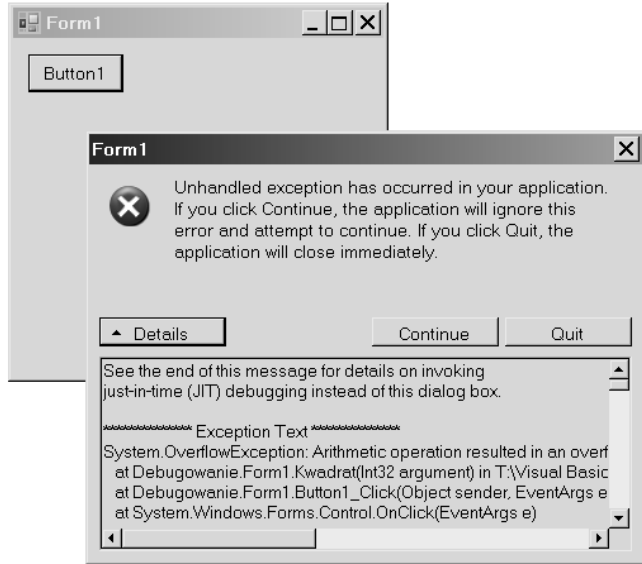 Form1
Button1
Form1
Unhandled exception has occurred in your application.
If you click Continue, the application will ignore this
error and attempt to continue. If you click Quit, the
application will close immediately.
Details
Continue
Quit
See the end of this message for details on invoking
just-in-time (JIT) debugging instead of this dialog box.
************** Exception Text **************
System.OverflowException: Arithmetic operation resulted in an overf
at Debugowanie.Form1.Kwadrat(Int32 argument) in T:\Visual Basic
at Debugowanie.Form1.Button1_Click(Object sender, EventArgs e
at System.Windows.Forms.Control.OnClick(EventArgs e)